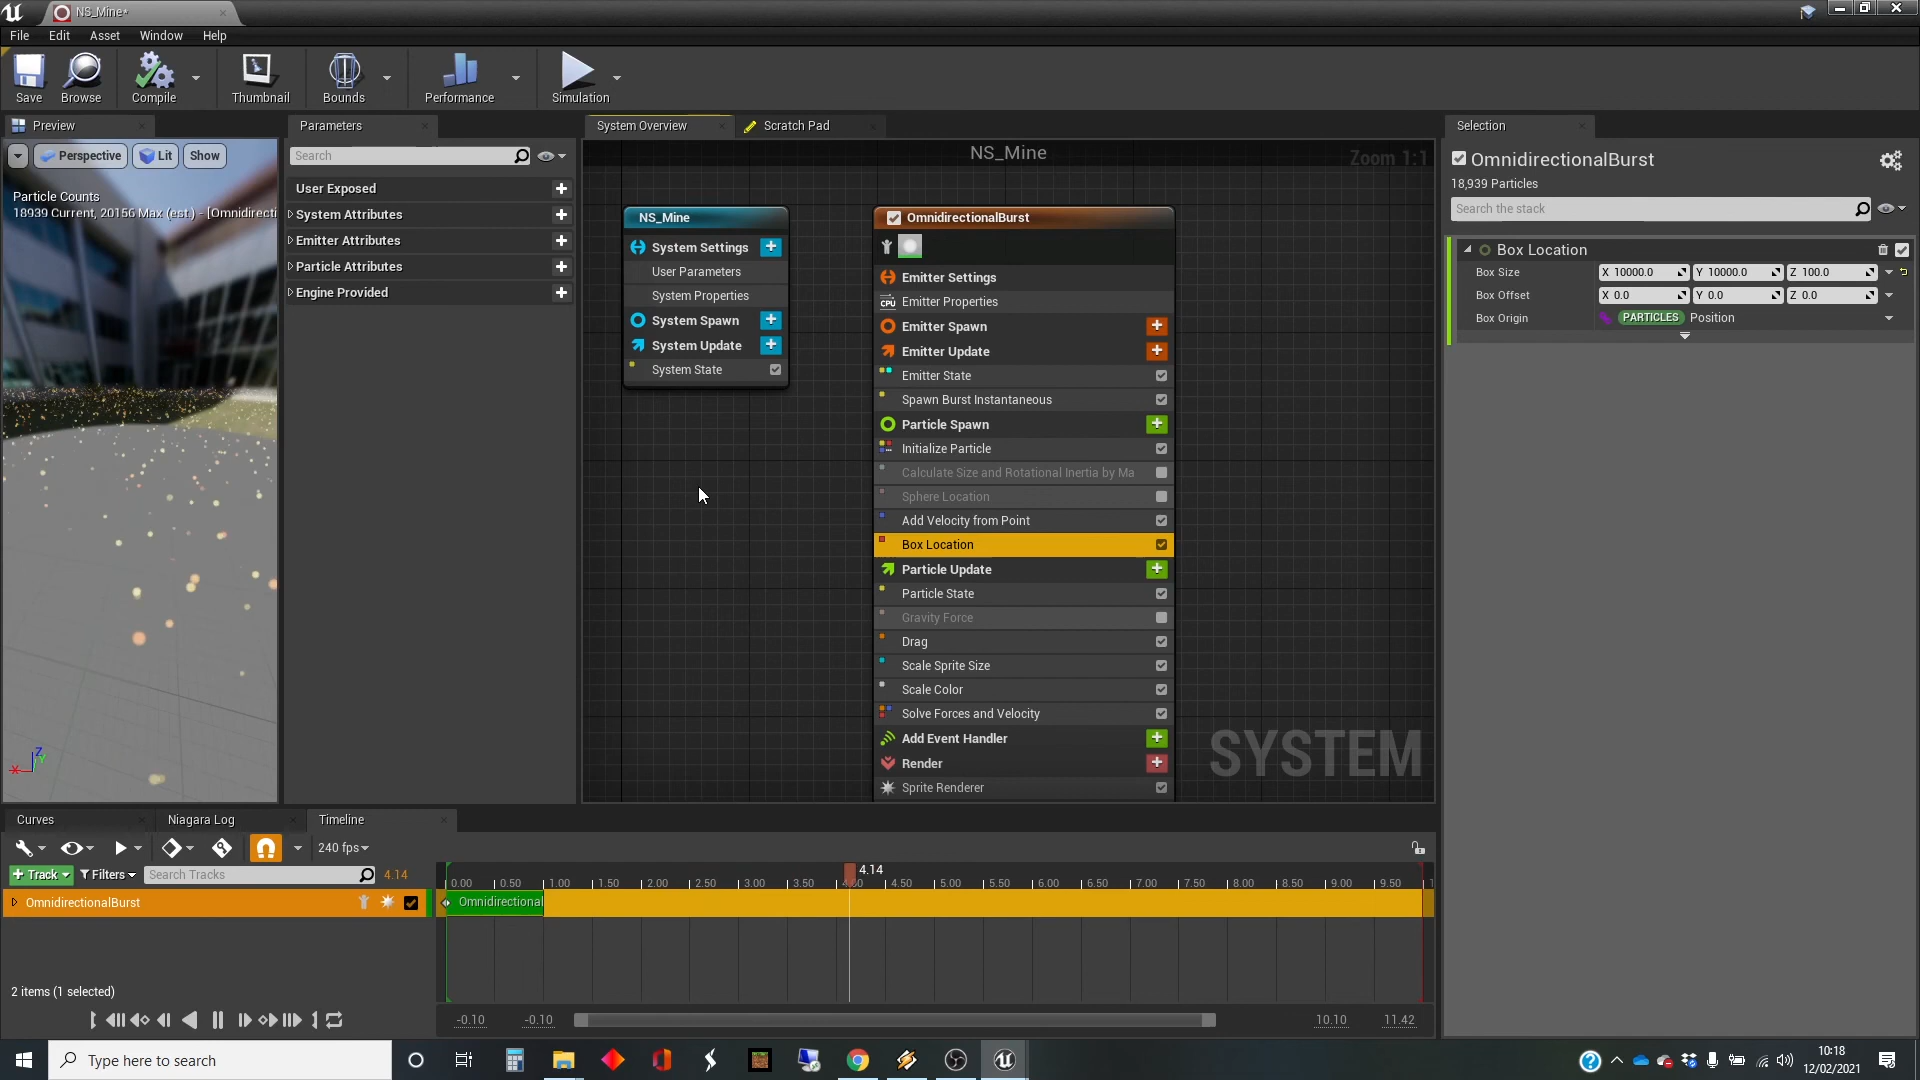 NS_Mine*
File Edit Asset Window Help
Save
Browse
Compile
Thumbnail
Bounds
Performance
Simulation
Preview
Perspective
Lit
Show
Particle Counts
18939 Current, 20156 Max (est.) - [Omnidirecti
Parameters
Search
User Exposed
System Attributes
Emitter Attributes
Particle Attributes
Engine Provided
System Overview
Scratch Pad
NS_Mine
Zoom 1:1
NS_Mine
System Settings
User Parameters
System Properties
System Spawn
System Update
System State
OmnidirectionalBurst
Emitter Settings
CPU Emitter Properties
Emitter Spawn
Emitter Update
Emitter State
Spawn Burst Instantaneous
Particle Spawn
Initialize Particle
Calculate Size and Rotational Inertia by Ma
Sphere Location
Add Velocity from Point
Box Location
Particle Update
Particle State
Gravity Force
Drag
Scale Sprite Size
Scale Color
Solve Forces and Velocity
Add Event Handler
Render
Sprite Renderer
SYSTEM
Selection
OmnidirectionalBurst
18,939 Particles
Search the stack
Box Location
Box Size X 10000.0 Y 10000.0 Z 100.0
Box Offset X 0.0 Y 0.0 Z 0.0
Box Origin PARTICLES Position
X Z Y
Curves
Niagara Log
Timeline
240 fps
+ Track Filters Search Tracks 4.14
4.14
0.00 0.50 1.00 1.50 2.00 2.50 3.00 3.50 4.00 4.50 5.00 5.50 6.00 6.50 7.00 7.50 8.00 8.50 9.00 9.50 1
OmnidirectionalBurst
Omnidirectional
2 items (1 selected)
-0.10 -0.10 10.10 11.42
Type here to search
10:18
12/02/2021